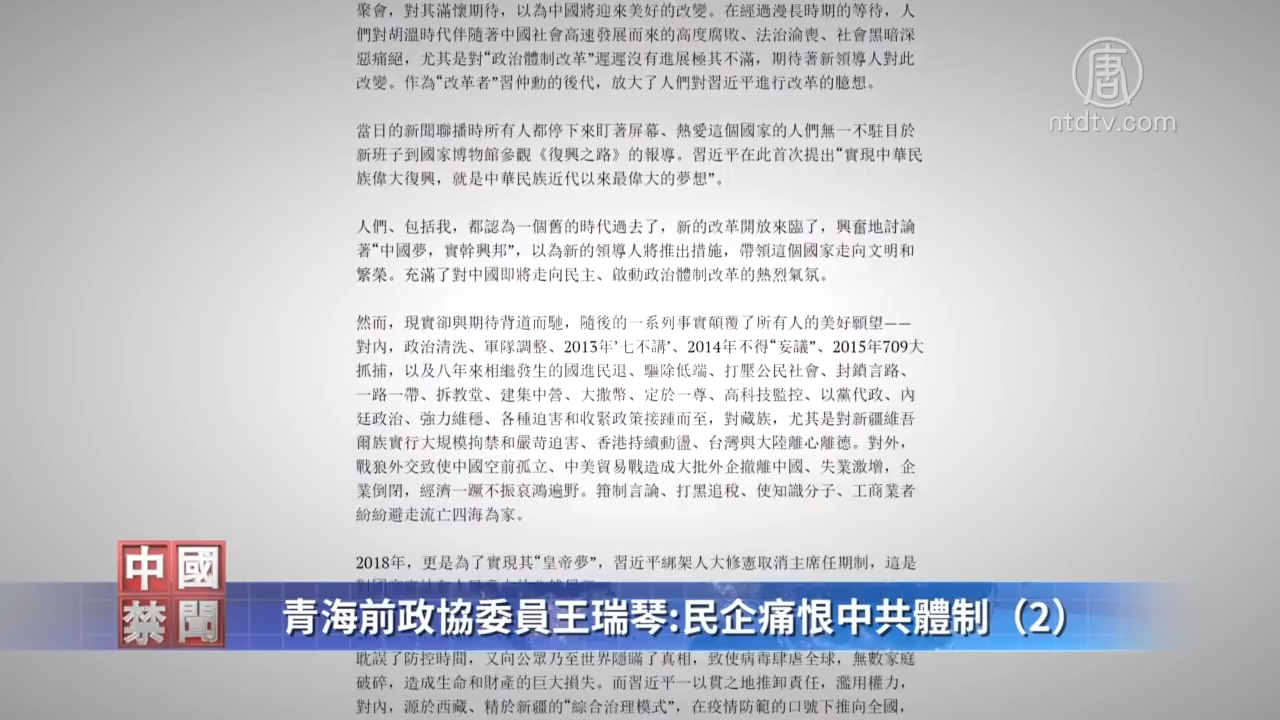 聚會，對其滿懷期待，以為中國將迎來美好的改變。在經過漫長時期的等待，人
們對胡溫時代伴隨著中國社會高速發展而來的高度腐敗、法治淪喪、社會黑暗深
惡痛絕，尤其是對“政治體制改革”遲遲沒有進展極其不滿，期待著新領導人對此
改變。作為“改革者”習仲勳的後代，放大了人們對習近平進行改革的臆想。
唐
ntdtv.com
當日的新聞聯播時所有人都停下來盯著屏幕、熱愛這個國家的人們無一不駐目於
新班子到國家博物館參觀《復興之路》的報導。習近平在此首次提出“實現中華民
族偉大復興，就是中華民族近代以來最偉大的夢想”。
人們、包括我，都認為一個舊的時代過去了，新的改革開放來臨了，興奮地討論
著“中國夢，實幹興邦”，以為新的領導人將推出措施，帶領這個國家走向文明和
繁榮。充滿了對中國即將走向民主、啟動政治體制改革的熱烈氣氛。
然而，現實卻與期待背道而馳，隨後的一系列事實顛覆了所有人的美好願望——
對內，政治清洗、軍隊調整、2013年’七不講’、2014年不得“妄議”、2015年709大
抓捕，以及八年來相繼發生的國進民退、驅除低端、打壓公民社會、封鎖言路、
一路一帶、拆教堂、建集中營、大撒幣、定於一尊、高科技監控、以黨代政、內
廷政治、強力維穩、各種迫害和收緊政策接踵而至，對藏族，尤其是對新疆維吾
爾族實行大規模拘禁和嚴苛迫害、香港持續動盪、台灣與大陸離心離德。對外，
戰狼外交致使中國空前孤立、中美貿易戰造成大批外企撤離中國、失業激增，企
業倒閉，經濟一蹶不振哀鴻遍野。箝制言論、打黑追稅、使知識分子、工商業者
紛紛避走流亡四海為家。
2018年，更是為了實現其“皇帝夢”，習近平綁架人大修憲取消主席任期制，這是
中國禁聞
青海前政協委員王瑞琴:民企痛恨中共體制（2）
耽誤了防控時間，又向公眾乃至世界隱瞞了真相，致使病毒肆虐全球，無數家庭
破碎，造成生命和財產的巨大損失。而習近平一以貫之地推卸責任，濫用權力，
對內，源於西藏、精於新疆的“綜合治理模式”，在疫情防範的口號下推向全國，